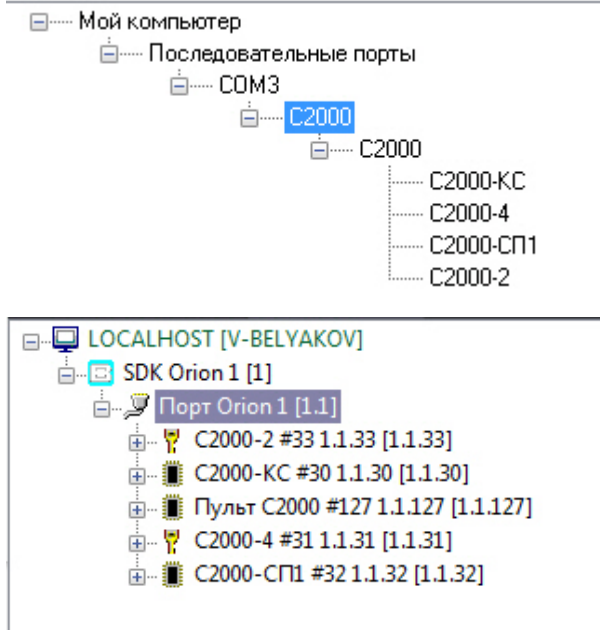 Мой компьютер
Последовательные порты
COM3
C2000
C2000
С2000-КС
С2000-4
С2000-СП1
С2000-2
LOCALHOST [V-BELYAKOV]
SDK Orion 1 [1]
Порт Orion 1 [1.1]
С2000-2 #33 1.1.33 [1.1.33]
С2000-КС #30 1.1.30 [1.1.30]
Пульт С2000 #127 1.1.127 [1.1.127]
С2000-4 #31 1.1.31 [1.1.31]
С2000-СП1 #32 1.1.32 [1.1.32]